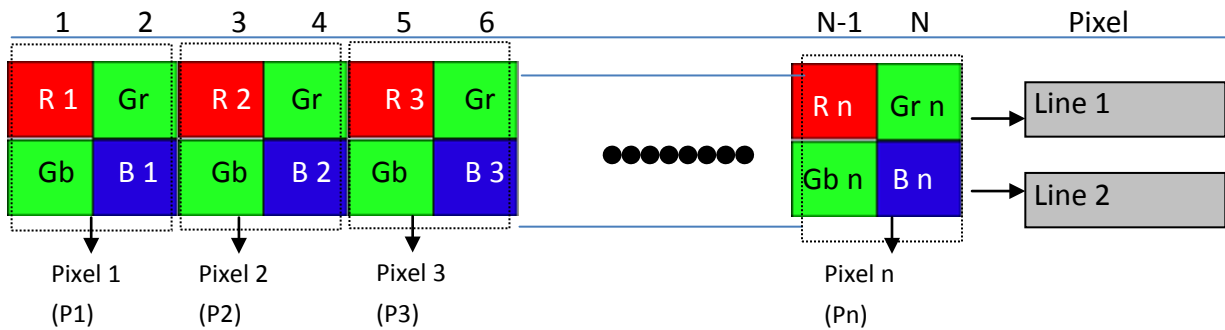 1 2 3 4 5 6 N-1 N Pixel
R 1 Gr R 2 Gr R 3 Gr R n Gr n Line 1
Gb B 1 Gb B 2 Gb B 3 Gb n B n Line 2
Pixel 1 Pixel 2 Pixel 3 Pixel n
(P1) (P2) (P3) (Pn)